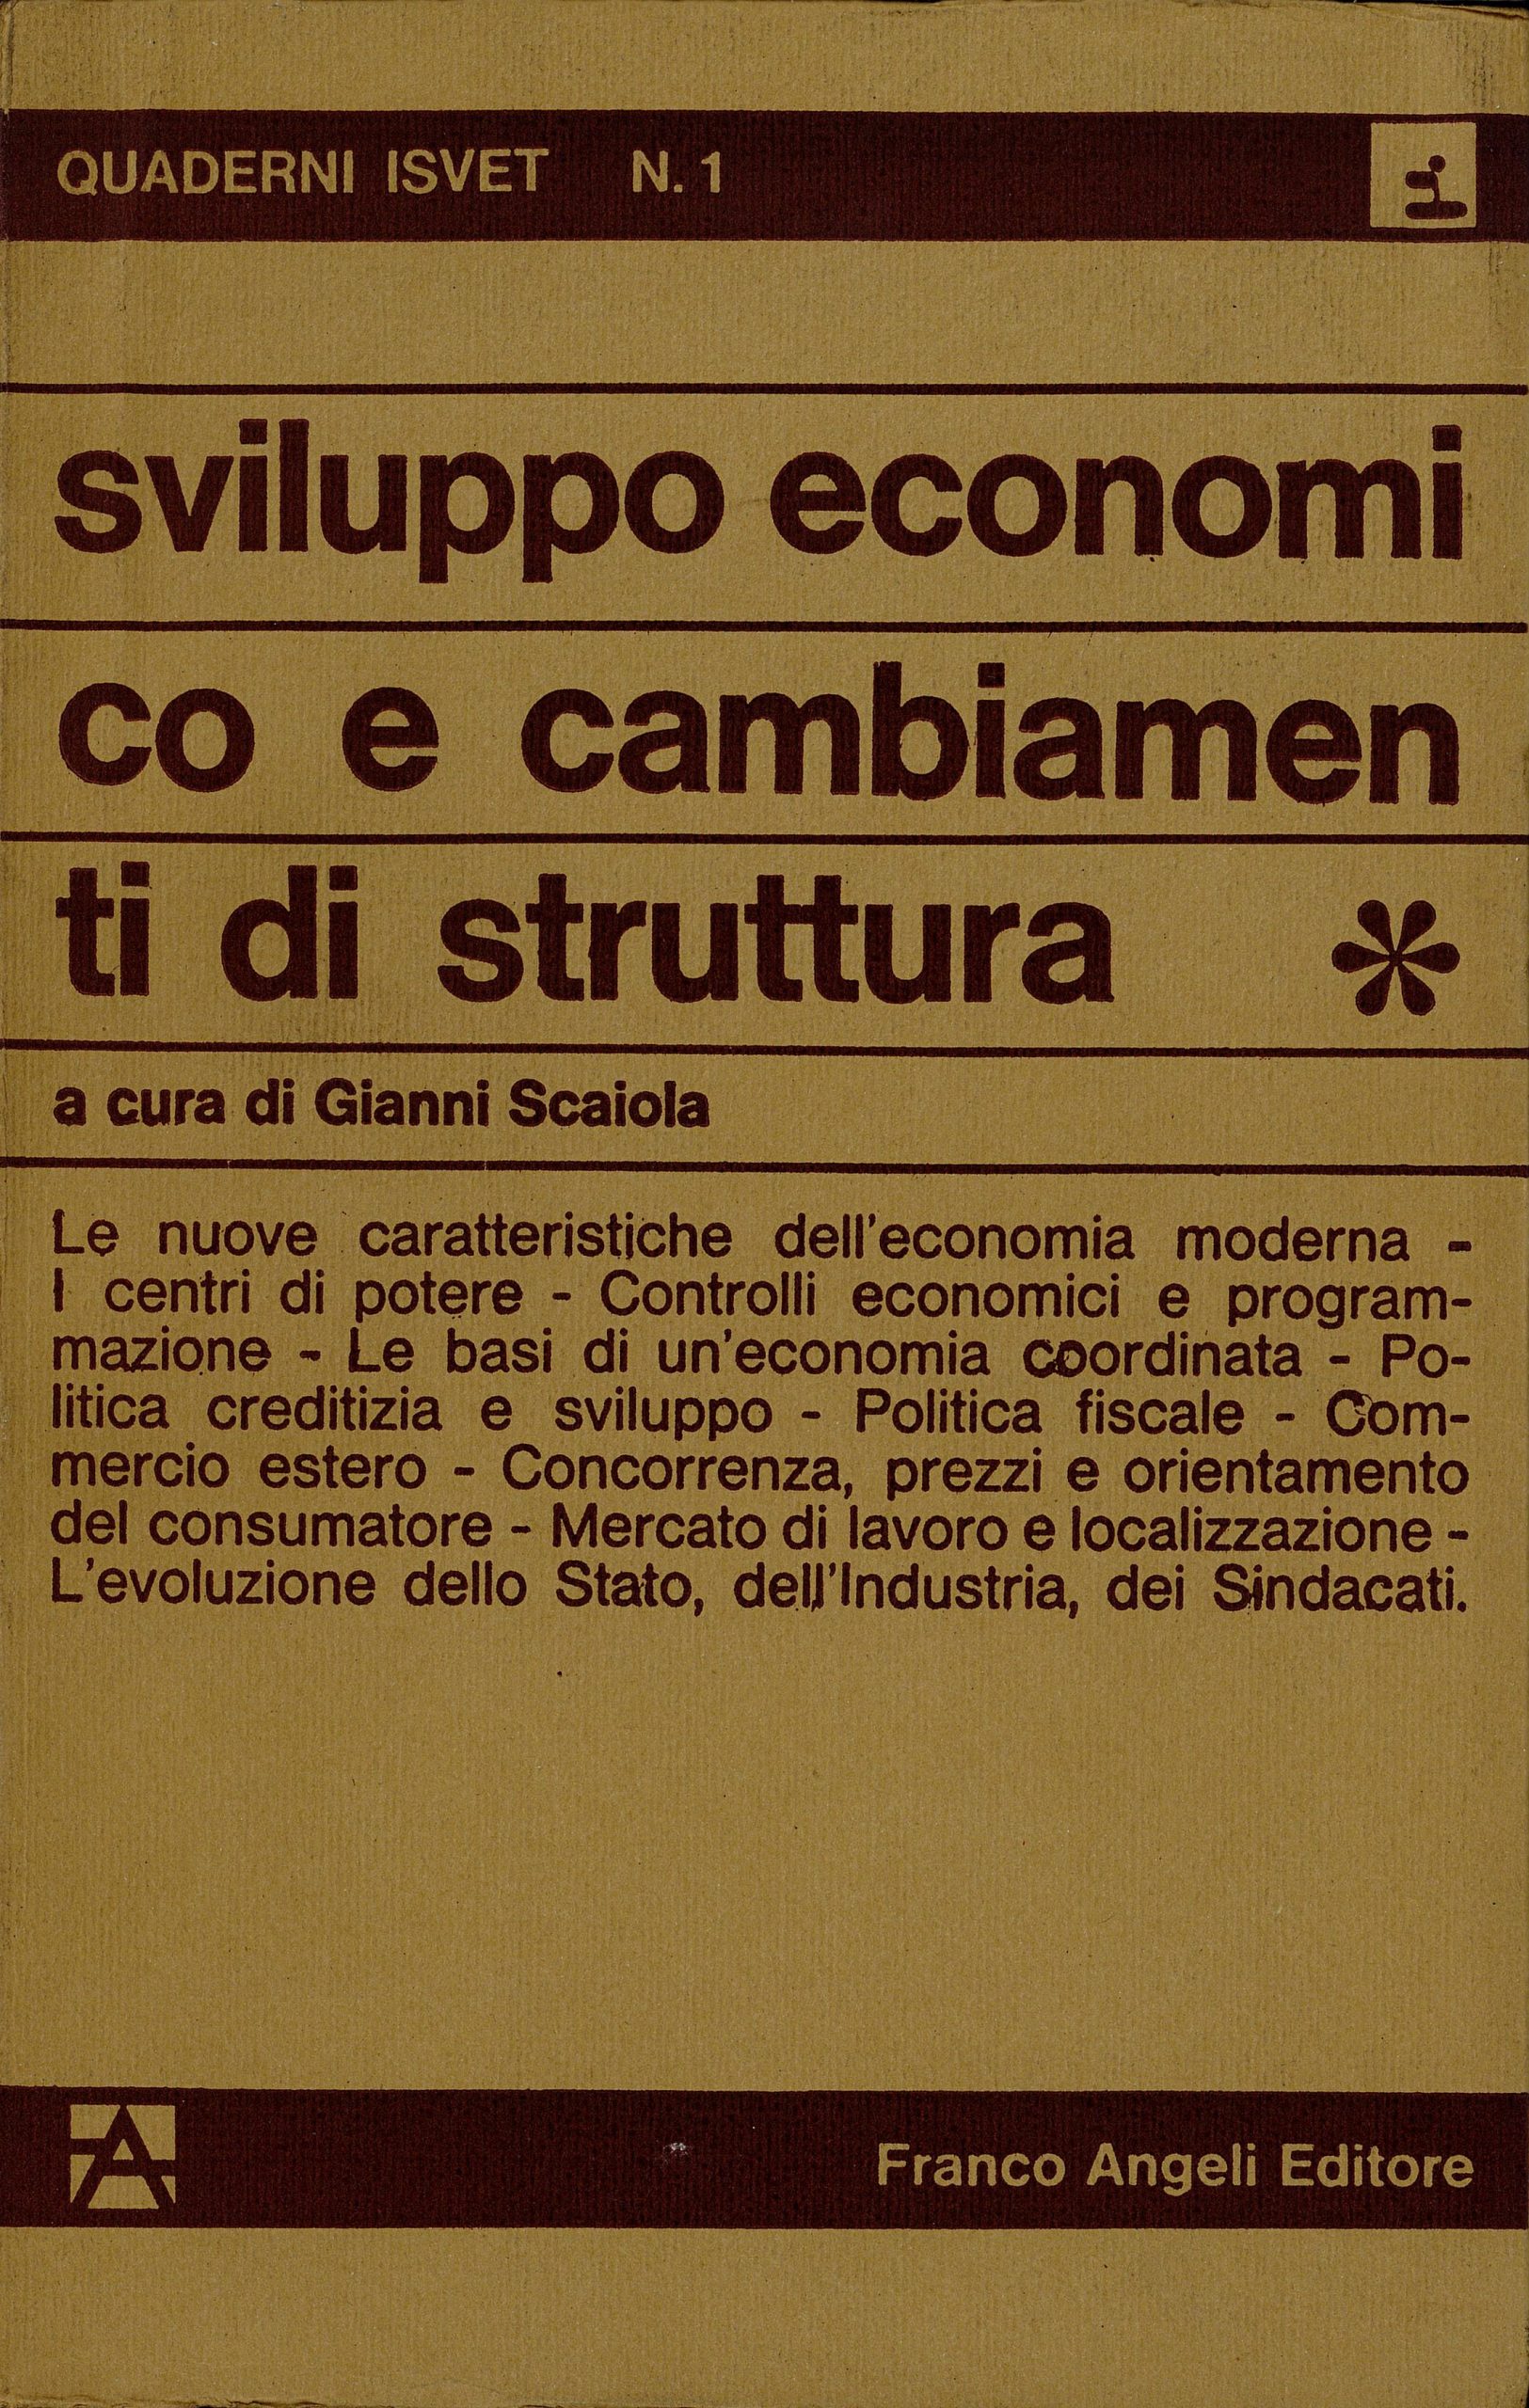 QUADERNI ISVET N. 1
i
sviluppo economi
co e cambiamen
ti di struttura *
a cura di Gianni Scaiola
Le nuove caratteristiche dell'economia moderna -
I centri di potere - Controlli economici e program-
mazione - Le basi di un'economia coordinata - Po-
litica creditizia e sviluppo - Politica fiscale - Com-
mercio estero - Concorrenza, prezzi e orientamento
del consumatore - Mercato di lavoro e localizzazione -
L'evoluzione dello Stato, dell'Industria, dei Sindacati.
Franco Angeli Editore